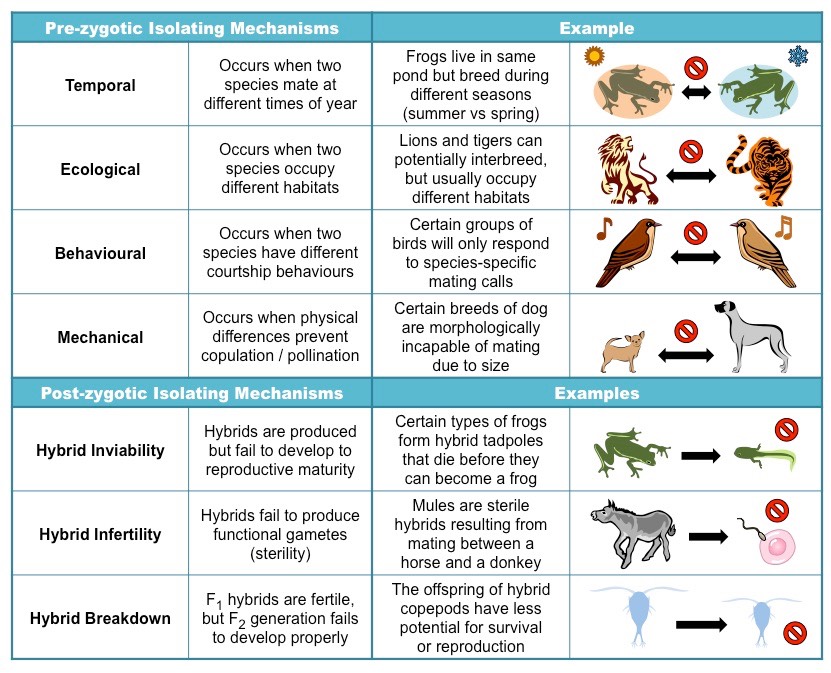 Pre-zygotic Isolating Mechanisms
Example
Temporal
Occurs when two
species mate at
different times of year
Frogs live in same
pond but breed during
different seasons
(summer vs spring)
Ecological
Occurs when two
species occupy
different habitats
Lions and tigers can
potentially interbreed,
but usually occupy
different habitats
Behavioural
Occurs when two
species have different
courtship behaviours
Certain groups of
birds will only respond
to species-specific
mating calls
Mechanical
Occurs when physical
differences prevent
copulation / pollination
Certain breeds of dog
are morphologically
incapable of mating
due to size
Post-zygotic Isolating Mechanisms
Examples
Hybrid Inviability
Hybrids are produced
but fail to develop to
reproductive maturity
Certain types of frogs
form hybrid tadpoles
that die before they
can become a frog
Hybrid Infertility
Hybrids fail to produce
functional gametes
(sterility)
Mules are sterile
hybrids resulting from
mating between a
horse and a donkey
Hybrid Breakdown
F1 hybrids are fertile,
but F2 generation fails
to develop properly
The offspring of hybrid
copepods have less
potential for survival
or reproduction